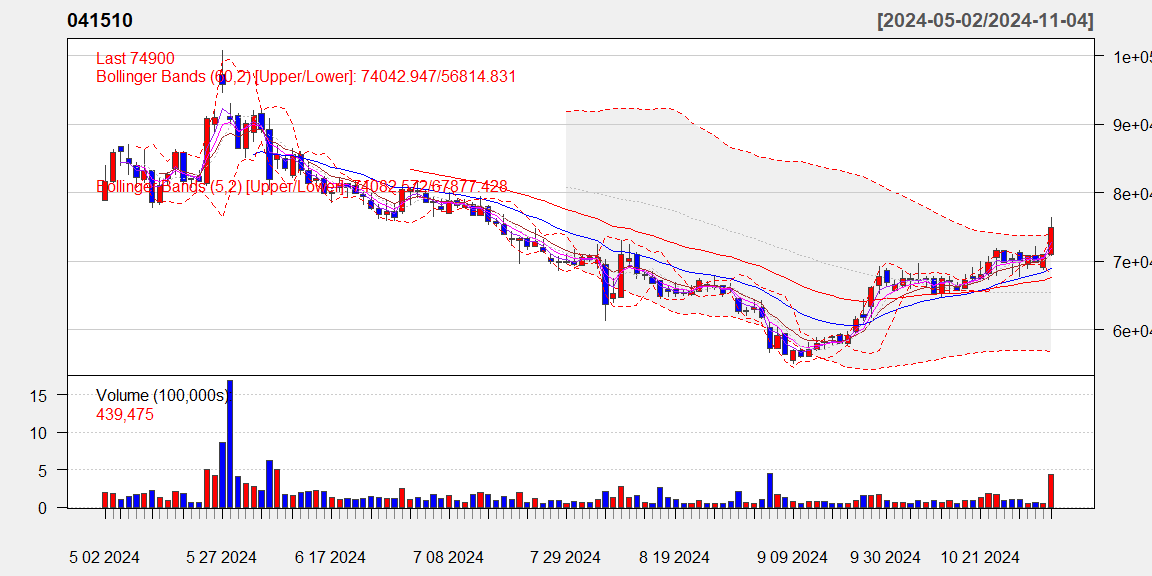 041510 [2024-05-02/2024-11-04]
Last 74900
Bollinger Bands (60,2) [Upper/Lower]: 74042.947/56814.831
Bollinger Bands (5,2) [Upper/Lower]: 74082.572/67877.428
1e+05
9e+04
8e+04
7e+04
6e+04
Volume (100,000s)
439,475
15
10
5
0
5 02 2024 5 27 2024 6 17 2024 7 08 2024 7 29 2024 8 19 2024 9 09 2024 9 30 2024 10 21 2024